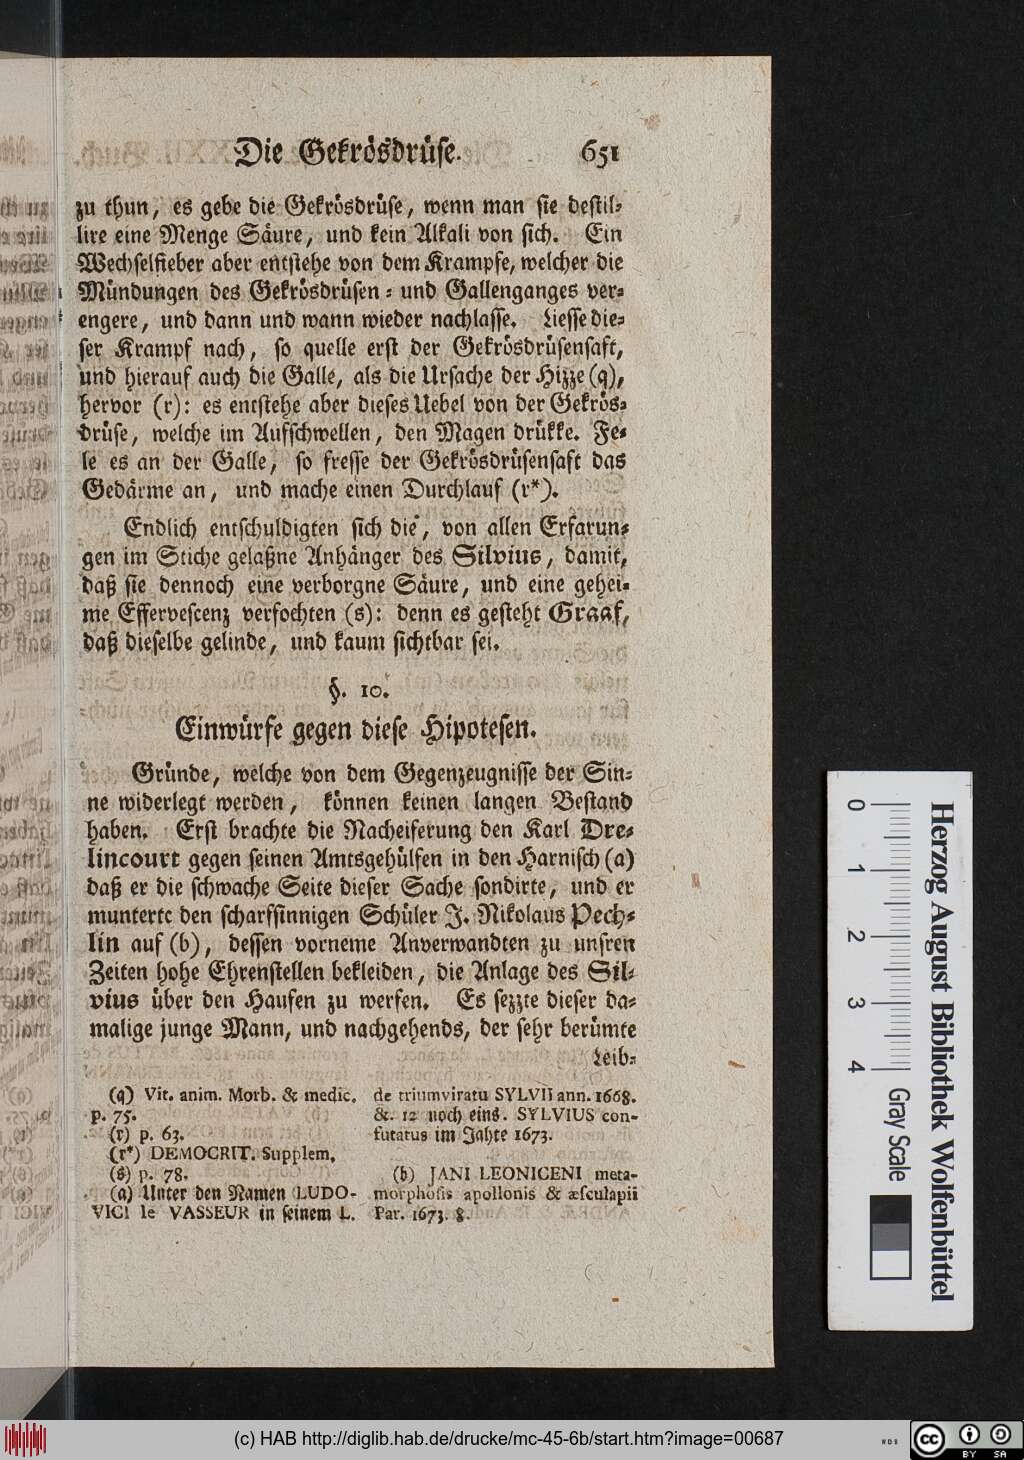 Die Gekrösdrüse. 651
zu thun, es gebe die Gekrösdrüse, wenn man sie destil-
lire eine Menge Säure, und kein Alkali von sich. Ein
Wechselfieber aber entstehe von dem Krampfe, welcher die
Mündungen des Gekrösdrüsen- und Gallenganges ver-
engere, und dann und wann wieder nachlasse. Liesse die-
ser Krampf nach, so quelle erst der Gekrösdrüsensaft,
und hierauf auch die Galle, als die Ursache der Hizze (q),
hervor (r): es entstehe aber dieses Uebel von der Gekrös-
drüse, welche im Aufschwellen, den Magen drükke. Fe-
le es an der Galle, so fresse der Gekrösdrüsensaft das
Gedärme an, und mache einen Durchlauf (r*).
Endlich entschuldigten sich die, von allen Erfarun-
gen im Stiche gelaßne Anhänger des Silvius, damit,
daß sie dennoch eine verborgne Säure, und eine gehei-
me Effervescenz verfochten (s): denn es gesteht Graaf,
daß dieselbe gelinde, und kaum sichtbar sei.
§. 10.
Einwürfe gegen diese Hipotesen.
Gründe, welche von dem Gegenzeugnisse der Sin-
ne widerlegt werden, können keinen langen Bestand
haben. Erst brachte die Nacheiferung den Karl Dre-
lincourt gegen seinen Amtsgehülfen in den Harnisch (a)
daß er die schwache Seite dieser Sache sondirte, und er
munterte den scharfsinnigen Schüler J. Nikolaus Pech-
lin auf (b), dessen vorneme Anverwandten zu unsren
Zeiten hohe Ehrenstellen bekleiden, die Anlage des Sil-
vius über den Haufen zu werfen. Es sezzte dieser da-
malige junge Mann, und nachgehends, der sehr berümte
Leib-
(q) Vit. anim. Morb. & medic.
p. 75.
(r) p. 63.
(r*) DEMOCRIT. Supplem.
(s) p. 78.
(a) Unter den Namen LUDO-
VICI le VASSEUR in seinem L.
de triumviratu SYLVII ann. 1668.
&. 12 noch eins. SYLVIUS con-
futatus im Jahte 1673.
(b) JANI LEONICENI meta-
morphosis apollonis & æsculapii
Par. 1673. 8.
0 1 2 3 4
Gray Scale
Herzog August Bibliothek Wolfenbüttel
(c) HAB http://diglib.hab.de/drucke/mc-45-6b/start.htm?image=00687
cc BY SA